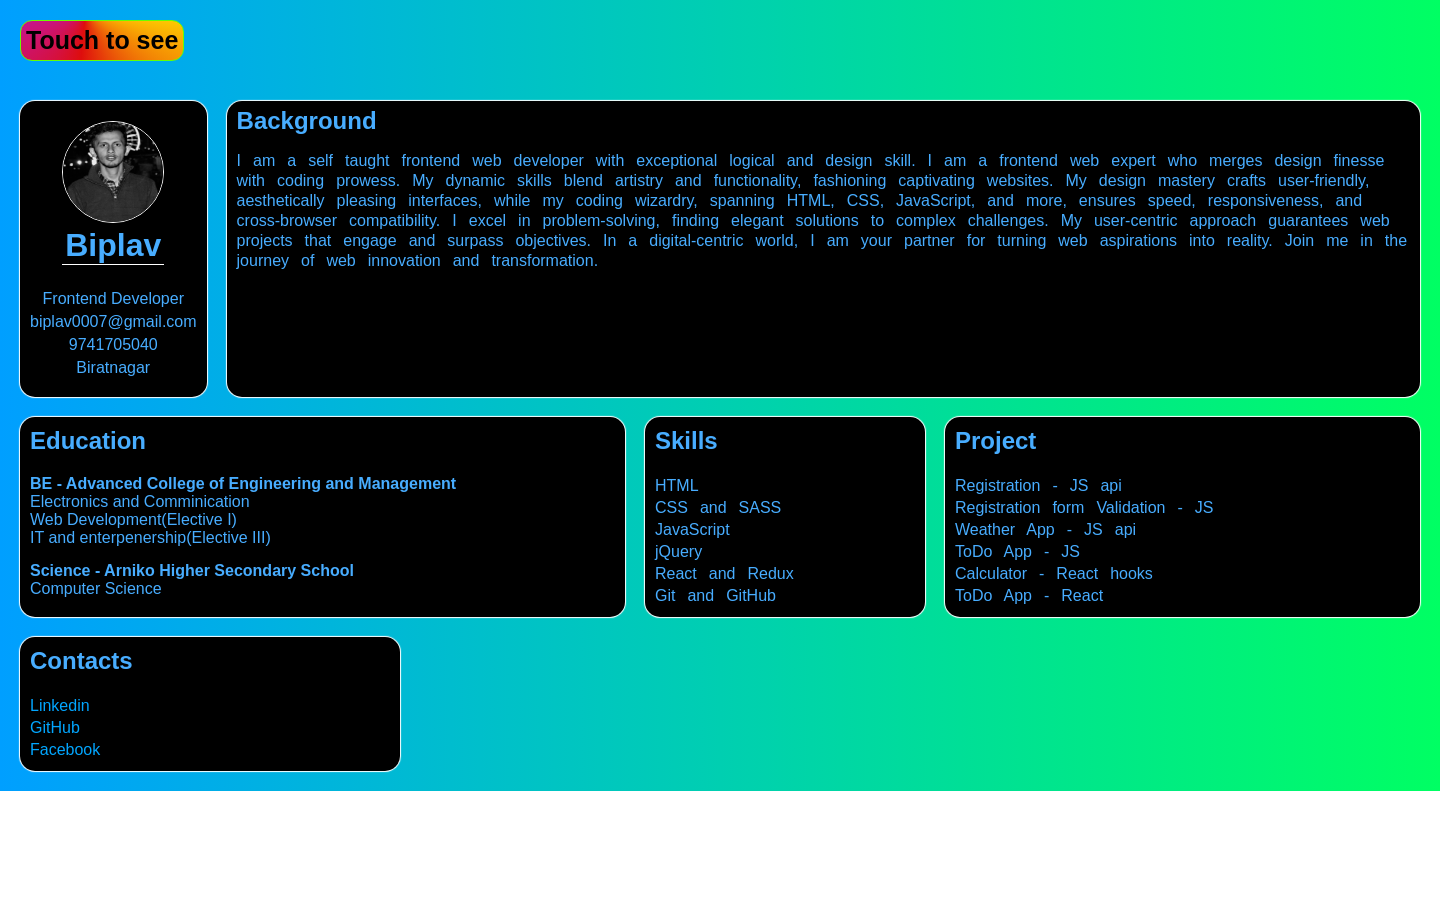 Touch to see
Biplav
Frontend Developer
biplav0007@gmail.com
9741705040
Biratnagar
Background
I am a self taught frontend web developer with exceptional logical and design skill. I am a frontend web expert who merges design finesse
with coding prowess. My dynamic skills blend artistry and functionality, fashioning captivating websites. My design mastery crafts user-friendly,
aesthetically pleasing interfaces, while my coding wizardry, spanning HTML, CSS, JavaScript, and more, ensures speed, responsiveness, and
cross-browser compatibility. I excel in problem-solving, finding elegant solutions to complex challenges. My user-centric approach guarantees web
projects that engage and surpass objectives. In a digital-centric world, I am your partner for turning web aspirations into reality. Join me in the
journey of web innovation and transformation.
Education
BE - Advanced College of Engineering and Management
Electronics and Comminication
Web Development(Elective I)
IT and enterpenership(Elective III)
Science - Arniko Higher Secondary School
Computer Science
Skills
HTML
CSS and SASS
JavaScript
jQuery
React and Redux
Git and GitHub
Project
Registration - JS api
Registration form Validation - JS
Weather App - JS api
ToDo App - JS
Calculator - React hooks
ToDo App - React
Contacts
Linkedin
GitHub
Facebook